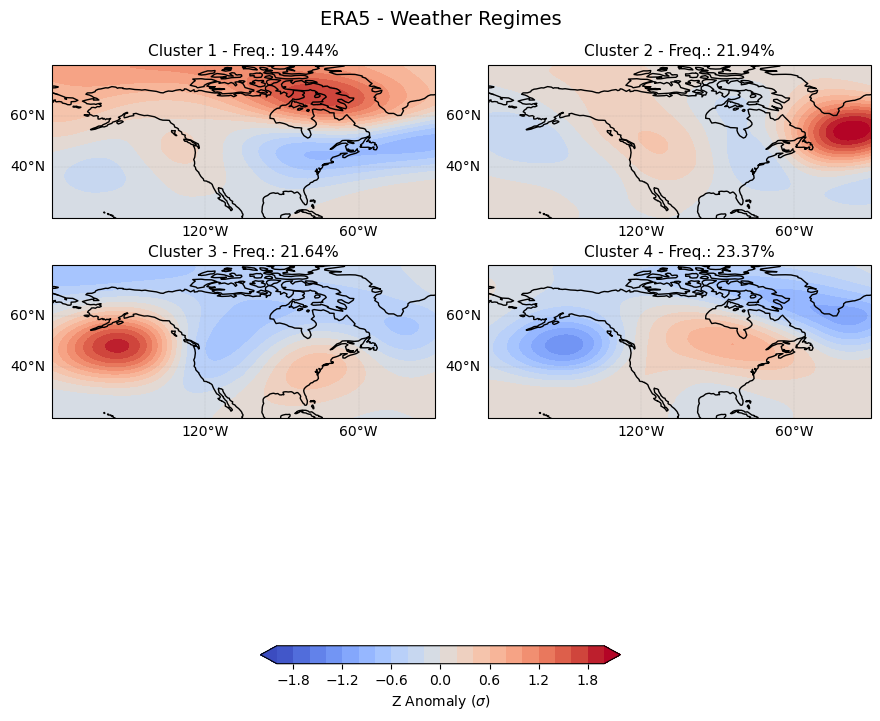 ERA5 - Weather Regimes
Cluster 1 - Freq.: 19.44%
Cluster 2 - Freq.: 21.94%
60°N
40°N
120°W
60°W
60°N
40°N
120°W
60°W
Cluster 3 - Freq.: 21.64%
Cluster 4 - Freq.: 23.37%
60°N
40°N
120°W
60°W
60°N
40°N
120°W
60°W
−1.8 −1.2 −0.6 0.0 0.6 1.2 1.8
Z Anomaly (σ)